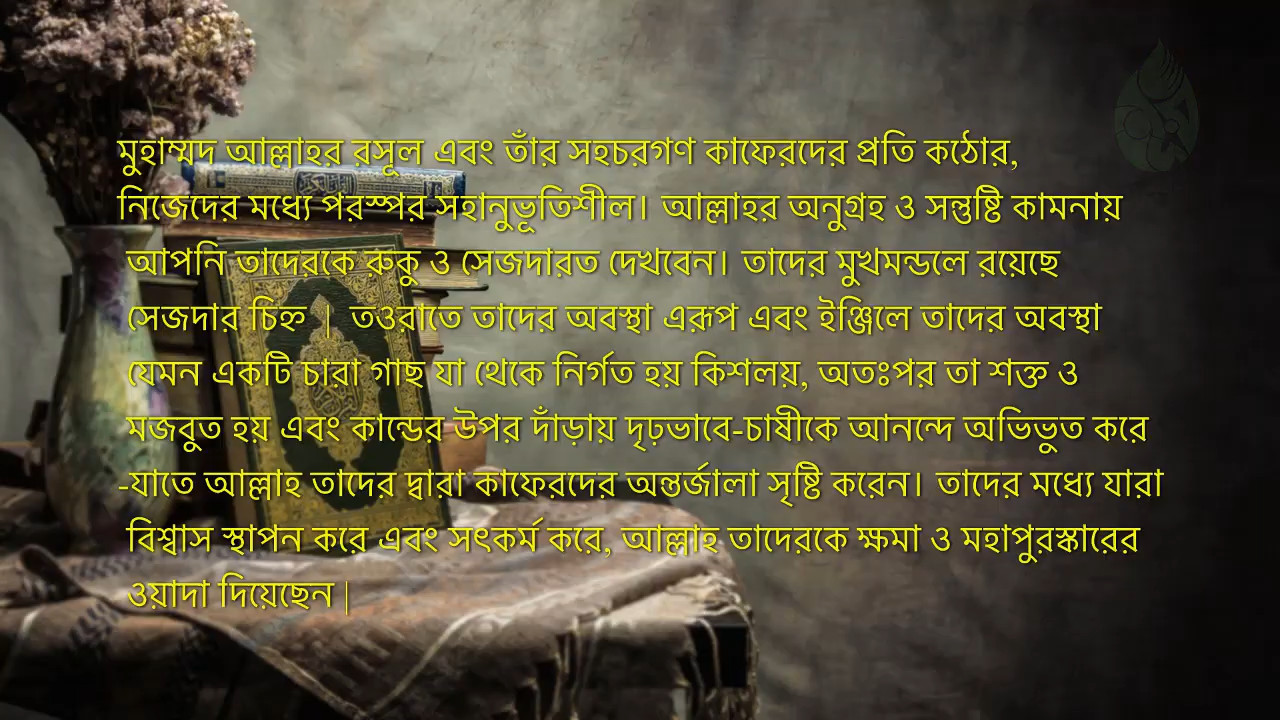 মুহাম্মদ আল্লাহর রসূল এবং তাঁর সহচরগণ কাফেরদের প্রতি কঠোর,
নিজেদের মধ্যে পরস্পর সহানুভূতিশীল। আল্লাহর অনুগ্রহ ও সন্তুষ্টি কামনায়
আপনি তাদেরকে রুকু ও সেজদারত দেখবেন। তাদের মুখমন্ডলে রয়েছে
সেজদার চিহ্ন | তওরাতে তাদের অবস্থা এরূপ এবং ইঞ্জিলে তাদের অবস্থা
যেমন একটি চারা গাছ যা থেকে নির্গত হয় কিশলয়, অতঃপর তা শক্ত ও
মজবুত হয় এবং কান্ডের উপর দাঁড়ায় দৃঢ়ভাবে-চাষীকে আনন্দে অভিভুত করে
-যাতে আল্লাহ তাদের দ্বারা কাফেরদের অন্তর্জালা সৃষ্টি করেন। তাদের মধ্যে যারা
বিশ্বাস স্থাপন করে এবং সৎকর্ম করে, আল্লাহ তাদেরকে ক্ষমা ও মহাপুরস্কারের
ওয়াদা দিয়েছেন |